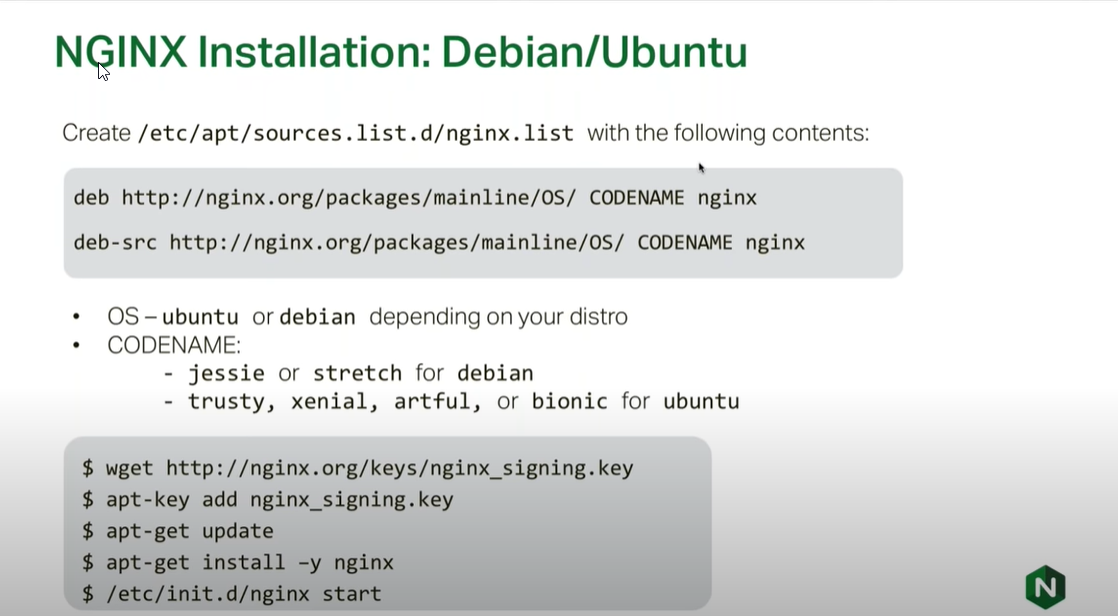 NGINX Installation: Debian/Ubuntu
Create /etc/apt/sources.list.d/nginx.list with the following contents:
deb http://nginx.org/packages/mainline/OS/ CODENAME nginx
deb-src http://nginx.org/packages/mainline/OS/ CODENAME nginx
• OS – ubuntu or debian depending on your distro
• CODENAME:
- jessie or stretch for debian
- trusty, xenial, artful, or bionic for ubuntu
$ wget http://nginx.org/keys/nginx_signing.key
$ apt-key add nginx_signing.key
$ apt-get update
$ apt-get install –y nginx
$ /etc/init.d/nginx start
N